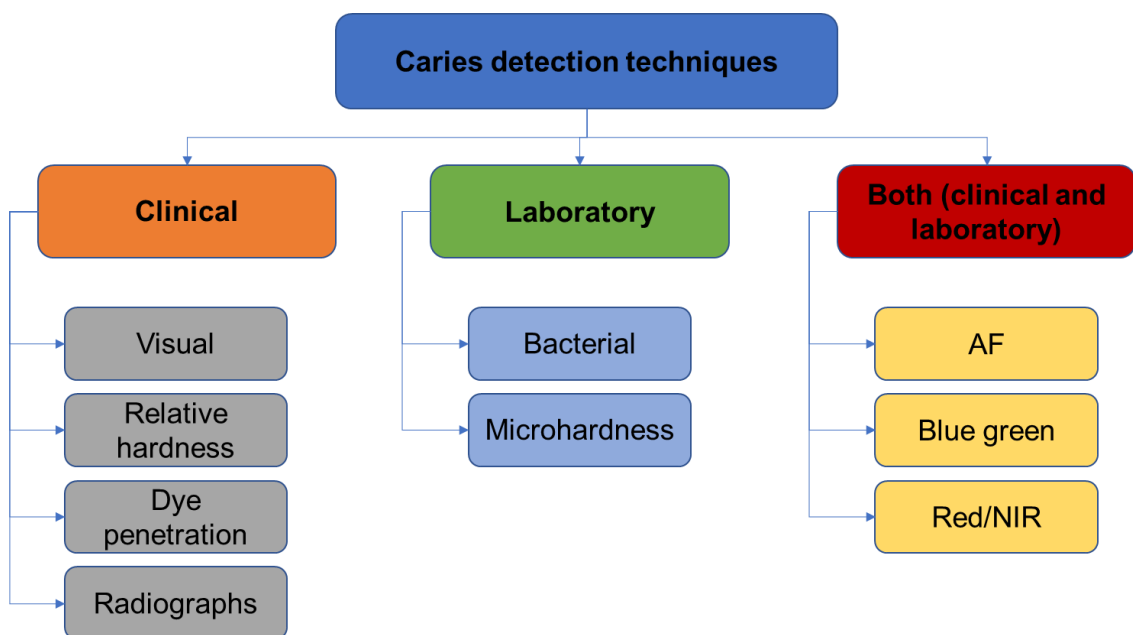 Caries detection techniques
Clinical
Laboratory
Both (clinical and
laboratory)
Visual
Relative
hardness
Dye
penetration
Radiographs
Bacterial
Microhardness
AF
Blue green
Red/NIR